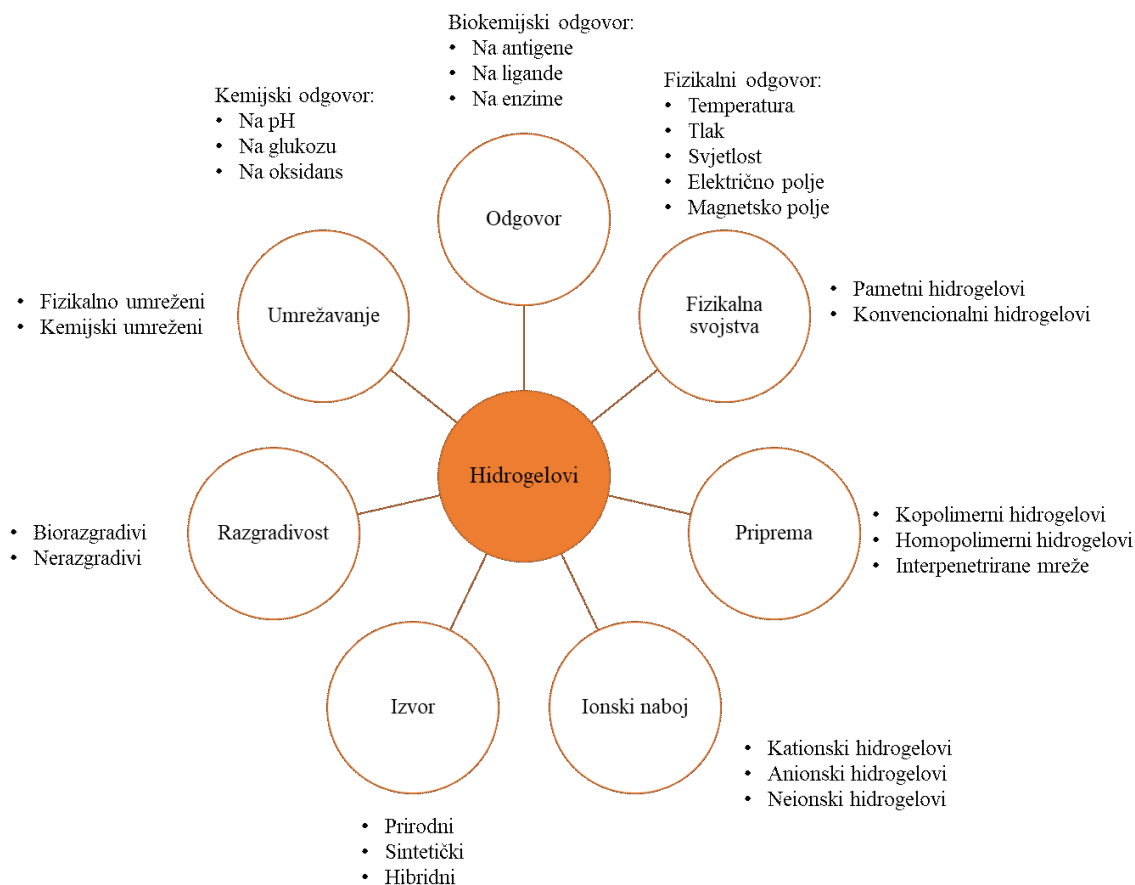 Biokemijski odgovor:
• Na antigene
• Na ligande
• Na enzime
Kemijski odgovor:
• Na pH
• Na glukozu
• Na oksidans
Fizikalni odgovor:
• Temperatura
• Tlak
• Svjetlost
• Električno polje
• Magnetsko polje
Odgovor
Umrežavanje
• Fizikalno umreženi
• Kemijski umreženi
Fizikalna
svojstva
• Pametni hidrogelovi
• Konvencionalni hidrogelovi
Hidrogelovi
Razgradivost
• Biorazgradivi
• Nerazgradivi
Priprema
• Kopolimerni hidrogelovi
• Homopolimerni hidrogelovi
• Interpenetrirane mreže
Izvor
• Prirodni
• Sintetički
• Hibridni
Ionski naboj
• Kationski hidrogelovi
• Anionski hidrogelovi
• Neionski hidrogelovi